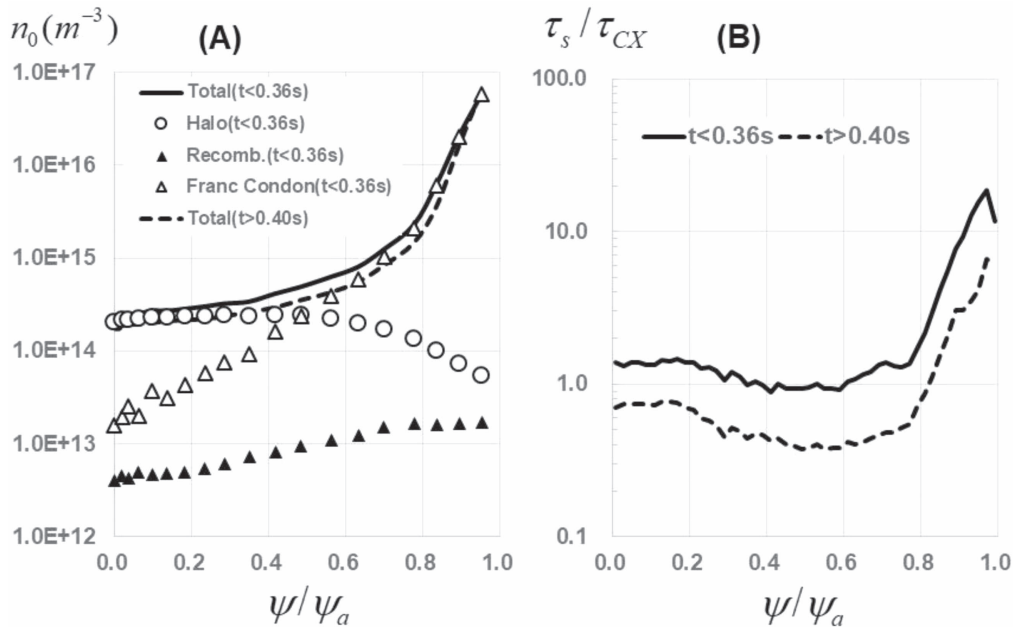 n₀(m⁻³)
(A)
1.0E+17
1.0E+16
1.0E+15
1.0E+14
1.0E+13
1.0E+12
Total(t<0.36s)
Halo(t<0.36s)
Recomb.(t<0.36s)
Franc Condon(t<0.36s)
Total(t>0.40s)
0.0 0.2 0.4 0.6 0.8 1.0
ψ/ψₐ
τₛ/τ_CX
(B)
100.0
10.0
1.0
0.1
t<0.36s t>0.40s
0.0 0.2 0.4 0.6 0.8 1.0
ψ/ψₐ